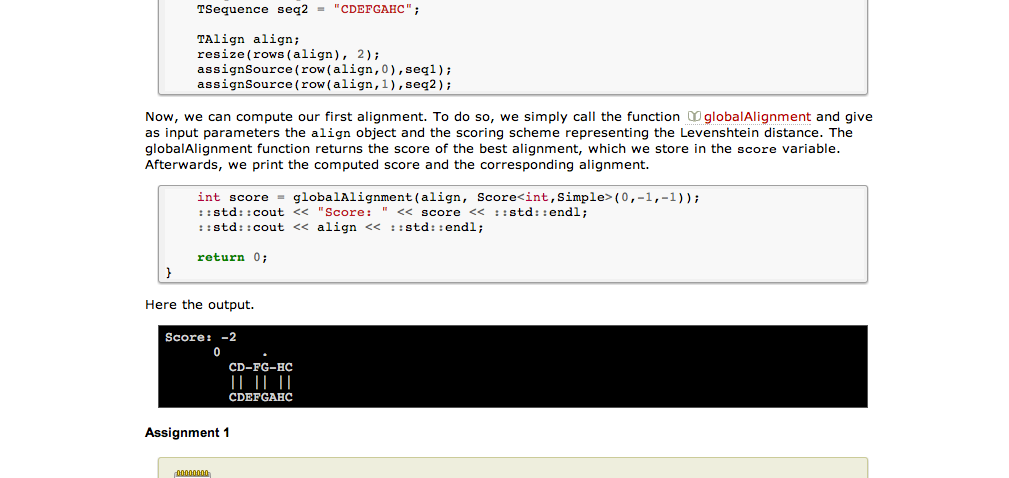 TSequence seq2 = "CDEFGAHC";
TAlign align;
resize(rows(align), 2);
assignSource(row(align,0),seq1);
assignSource(row(align,1),seq2);
Now, we can compute our first alignment. To do so, we simply call the function globalAlignment and give
as input parameters the align object and the scoring scheme representing the Levenshtein distance. The
globalAlignment function returns the score of the best alignment, which we store in the score variable.
Afterwards, we print the computed score and the corresponding alignment.
int score = globalAlignment(align, Score<int,Simple>(0,-1,-1));
::std::cout << "Score: " << score << ::std::endl;
::std::cout << align << ::std::endl;
return 0;
}
Here the output.
Score: -2
0 .
CD-FG-HC
|| || ||
CDEFGAHC
Assignment 1